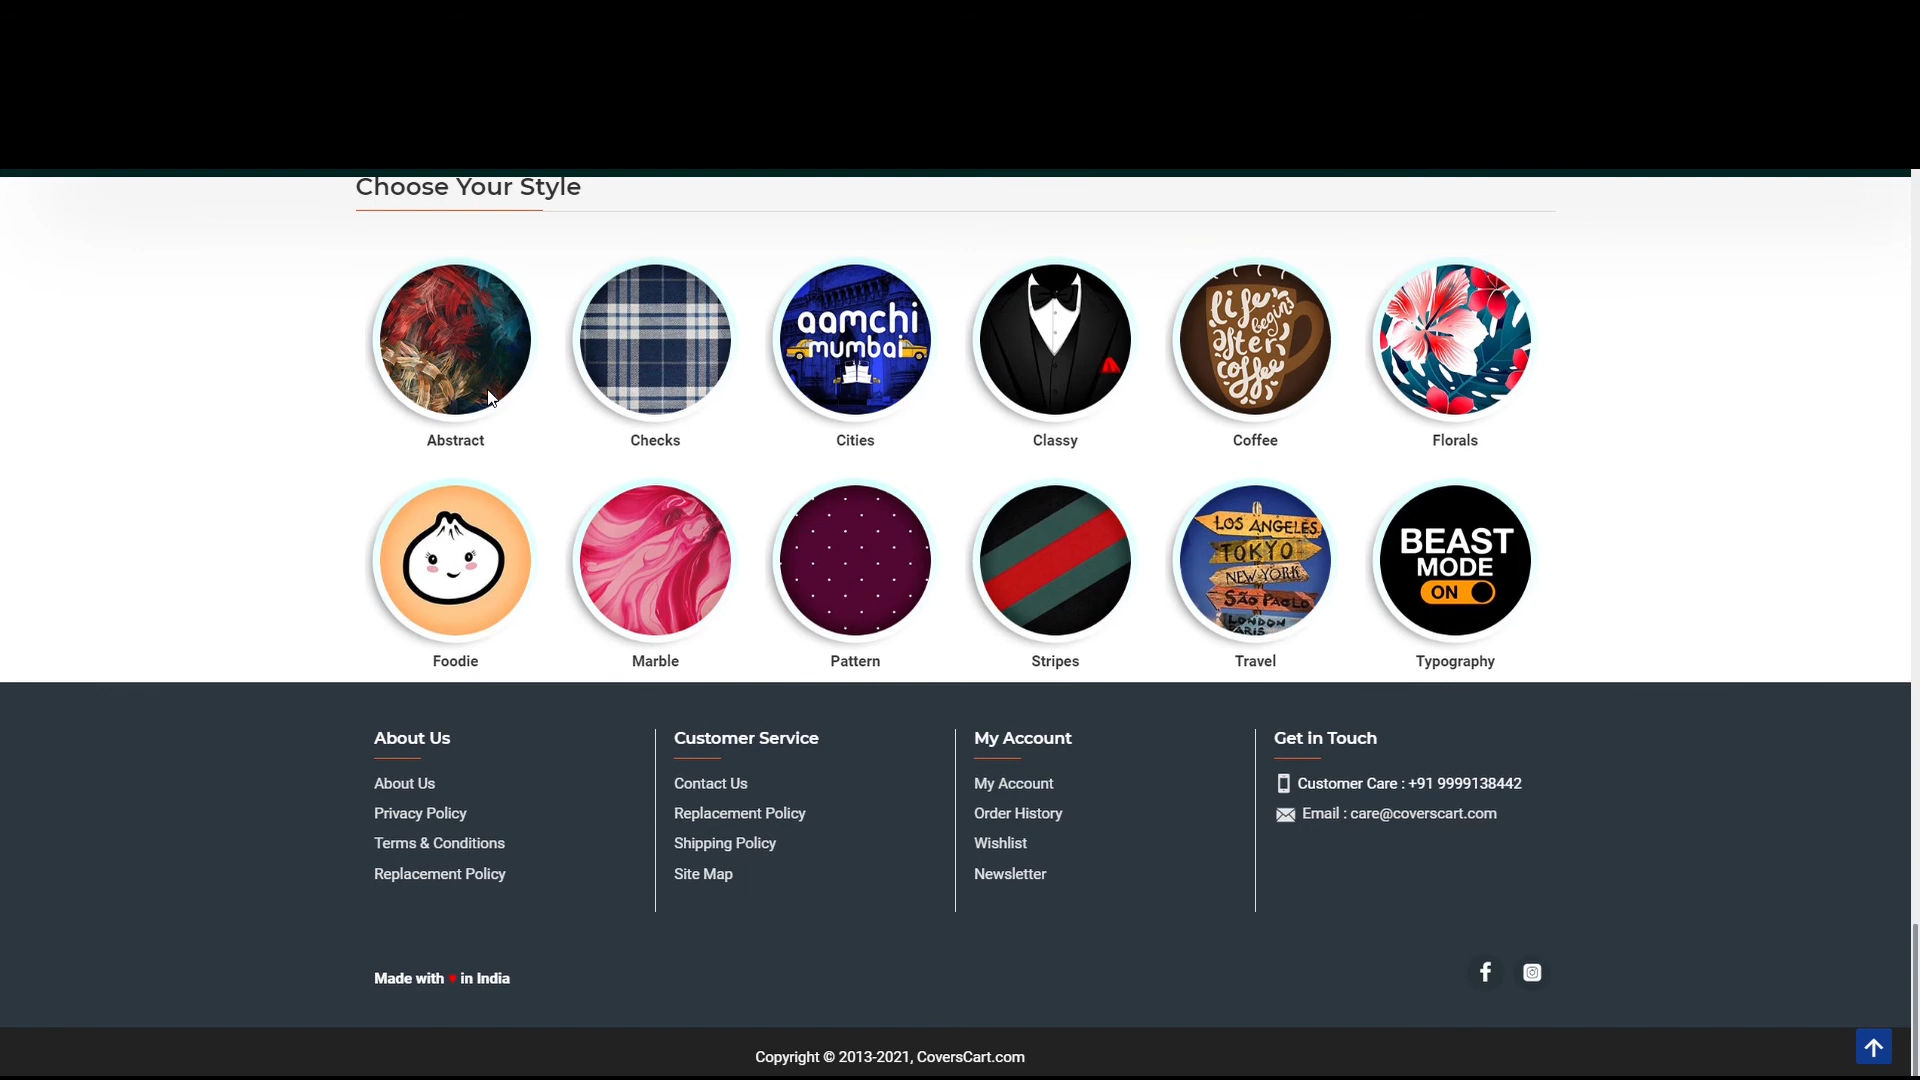 Choose Your Style
aamchi
mumbai
life
begins
after
coffee
Abstract
Checks
Cities
Classy
Coffee
Florals
LOS ANGELES
TOKYO
NEW YORK
SÃO PAOLO
LONDON
PARIS
BEAST
MODE
ON
Foodie
Marble
Pattern
Stripes
Travel
Typography
About Us
Customer Service
My Account
Get in Touch
About Us
Contact Us
My Account
Customer Care : +91 9999138442
Privacy Policy
Replacement Policy
Order History
Email : care@coverscart.com
Terms & Conditions
Shipping Policy
Wishlist
Replacement Policy
Site Map
Newsletter
Made with ♥ in India
Copyright © 2013-2021, CoversCart.com